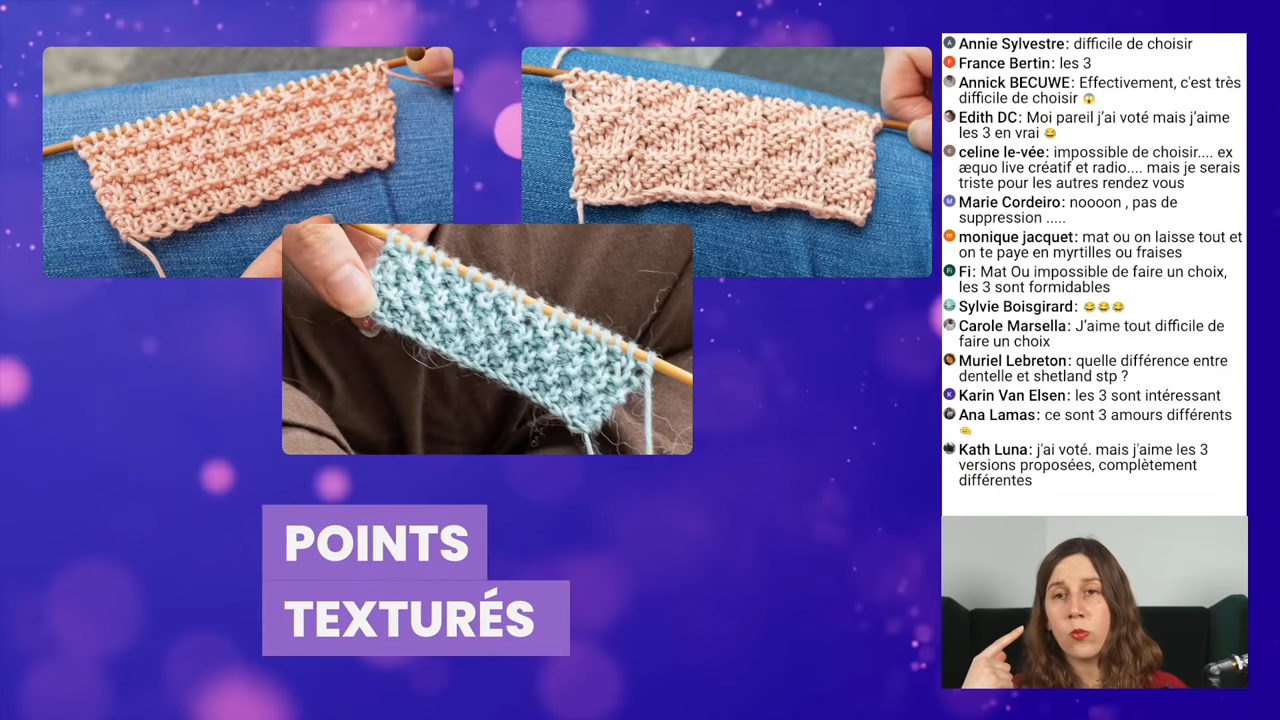 POINTS
TEXTURÉS
Annie Sylvestre: difficile de choisir
France Bertin: les 3
Annick BECUWE: Effectivement, c'est très
difficile de choisir 😱
Edith DC: Moi pareil j'ai voté mais j'aime
les 3 en vrai 😂
celine le-vée: impossible de choisir.... ex
æquo live créatif et radio.... mais je serais
triste pour les autres rendez vous
Marie Cordeiro: noooon , pas de
suppression .....
monique jacquet: mat ou on laisse tout et
on te paye en myrtilles ou fraises
Fi: Mat Ou impossible de faire un choix,
les 3 sont formidables
Sylvie Boisgirard: 😂😂😂
Carole Marsella: J'aime tout difficile de
faire un choix
Muriel Lebreton: quelle différence entre
dentelle et shetland stp ?
Karin Van Elsen: les 3 sont intéressant
Ana Lamas: ce sont 3 amours différents
Kath Luna: j'ai voté. mais j'aime les 3
versions proposées, complètement
différentes